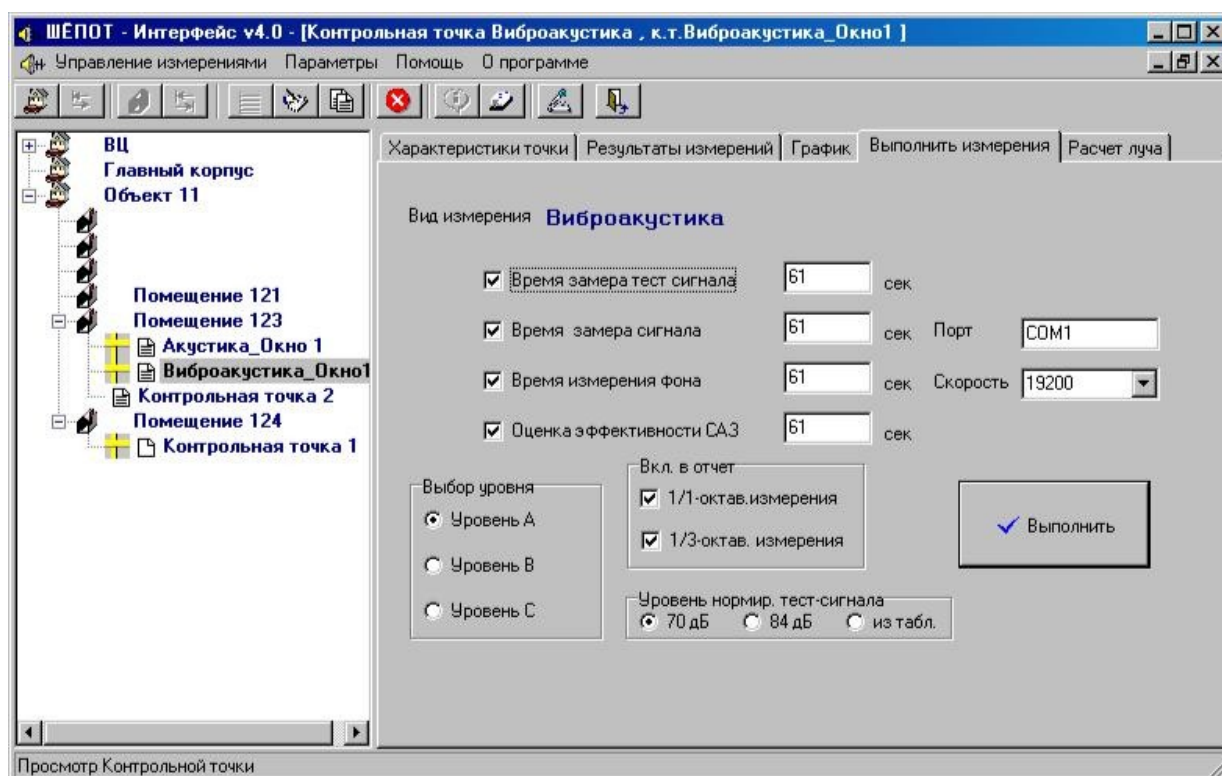 ШЁПОТ - Интерфейс v4.0 - [Контрольная точка Виброакустика , к.т.Виброакустика_Окно1 ]
Управление измерениями Параметры Помощь О программе
ВЦ
Главный корпус
Объект 11
Помещение 121
Помещение 123
Акустика_Окно 1
Виброакустика_Окно1
Контрольная точка 2
Помещение 124
Контрольная точка 1
Характеристики точки Результаты измерений График Выполнить измерения Расчет луча
Вид измерения Виброакустика
Время замера тест сигнала 61 сек
Время замера сигнала 61 сек Порт COM1
Время измерения фона 61 сек Скорость 19200
Оценка эффективности САЗ 61 сек
Выбор уровня
Уровень А
Уровень В
Уровень С
Вкл. в отчет
1/1-октав.измерения
1/3-октав. измерения
Выполнить
Уровень нормир. тест-сигнала
70 дБ 84 дБ из табл.
Просмотр Контрольной точки